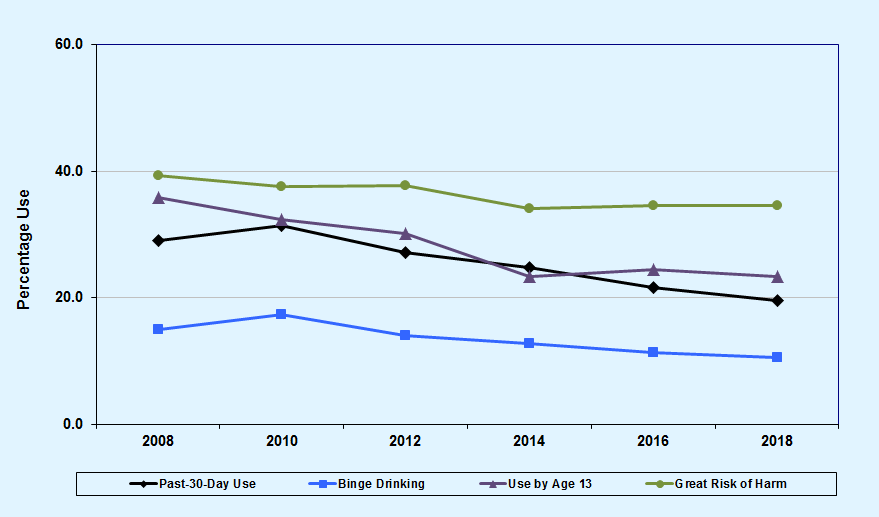 60.0
40.0
20.0
0.0
Percentage Use
2008 2010 2012 2014 2016 2018
Past-30-Day Use Binge Drinking Use by Age 13 Great Risk of Harm